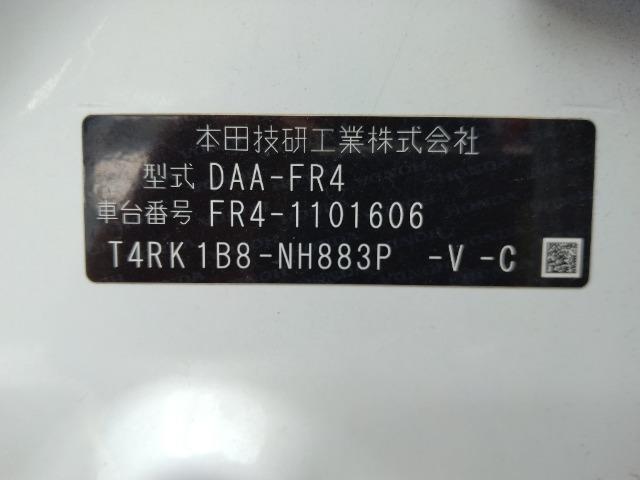 本田技研工業株式会社
型式 DAA-FR4
車台番号 FR4-1101606
T4RK1B8-NH883P -V -C